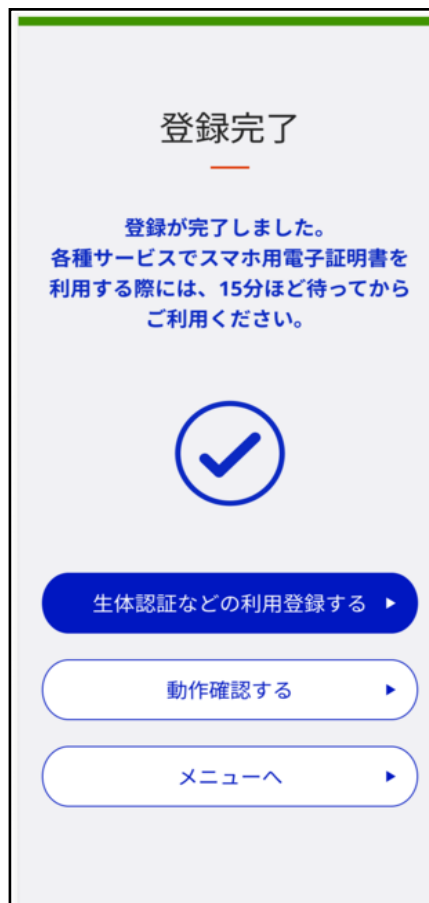 登録完了
登録が完了しました。
各種サービスでスマホ用電子証明書を
利用する際には、15分ほど待ってから
ご利用ください。
生体認証などの利用登録する
動作確認する
メニューへ